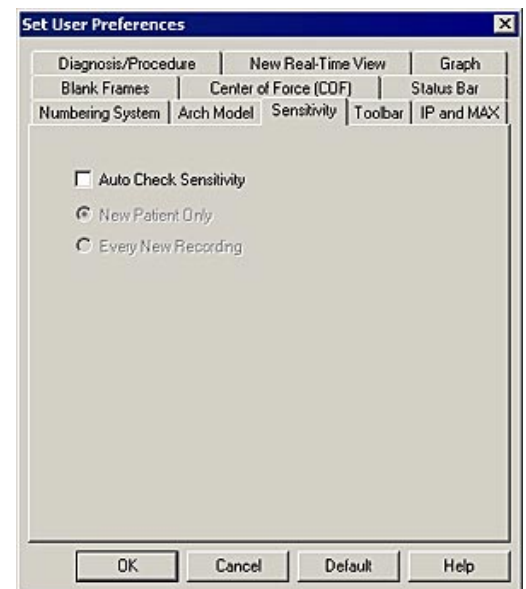 Set User Preferences
Diagnosis/Procedure New Real-Time View Graph
Blank Frames Center of Force (COF) Status Bar
Numbering System Arch Model Sensitivity Toolbar IP and MAX
Auto Check Sensitivity
New Patient Only
Every New Recording
OK Cancel Default Help